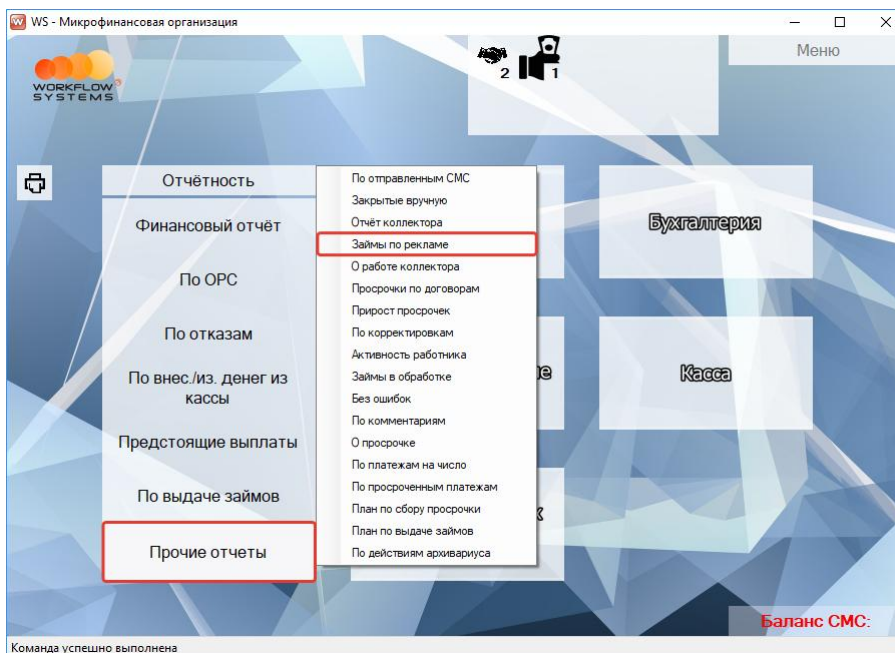 WS - Микрофинансовая организация
Меню
2
1
WORKFLOW
SYSTEMS
Отчётность
Финансовый отчёт
По ОРС
По отказам
По внес./из. денег из
кассы
Предстоящие выплаты
По выдаче займов
Прочие отчеты
По отправленным СМС
Закрытые вручную
Отчёт коллектора
Займы по рекламе
О работе коллектора
Просрочки по договорам
Прирост просрочек
По корректировкам
Активность работника
Займы в обработке
Без ошибок
По комментариям
О просрочке
По платежам на число
По просроченным платежам
План по сбору просрочки
План по выдаче займов
По действиям архивариуса
Бухгалтерия
Касса
Баланс СМС:
Команда успешно выполнена